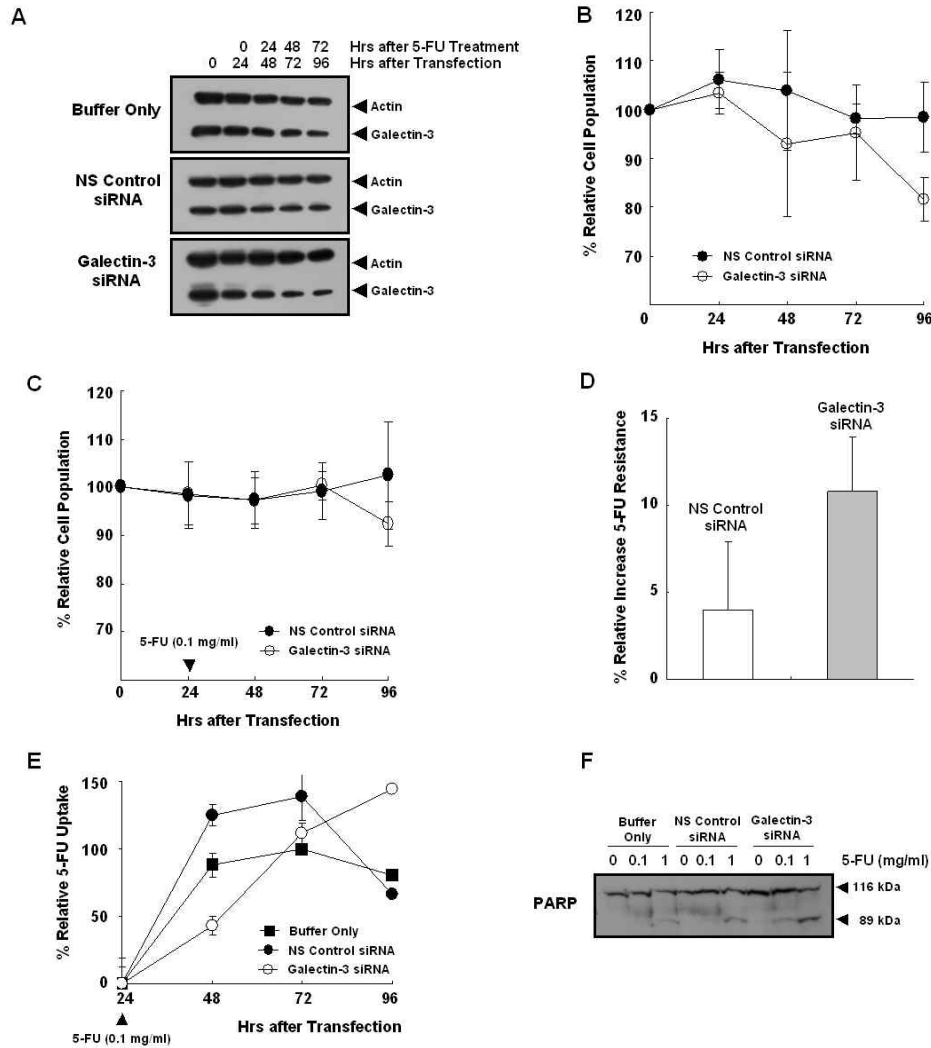 A
0 24 48 72 Hrs after 5-FU Treatment
0 24 48 72 96 Hrs after Transfection
Buffer Only
Actin
Galectin-3
NS Control
siRNA
Actin
Galectin-3
Galectin-3
siRNA
Actin
Galectin-3
B
% Relative Cell Population
120
110
100
90
80
70
60
NS Control siRNA
Galectin-3 siRNA
0 24 48 72 96
Hrs after Transfection
C
% Relative Cell Population
120
110
100
90
80
70
60
5-FU (0.1 mg/ml)
NS Control siRNA
Galectin-3 siRNA
0 24 48 72 96
Hrs after Transfection
D
% Relative Increase 5-FU Resistance
15
10
5
0
NS Control
siRNA
Galectin-3
siRNA
E
% Relative 5-FU Uptake
150
100
50
0
Buffer Only
NS Control siRNA
Galectin-3 siRNA
24 48 72 96
5-FU (0.1 mg/ml)
Hrs after Transfection
F
Buffer
Only
NS Control
siRNA
Galectin-3
siRNA
0 0.1 1 0 0.1 1 0 0.1 1 5-FU (mg/ml)
PARP
116 kDa
89 kDa